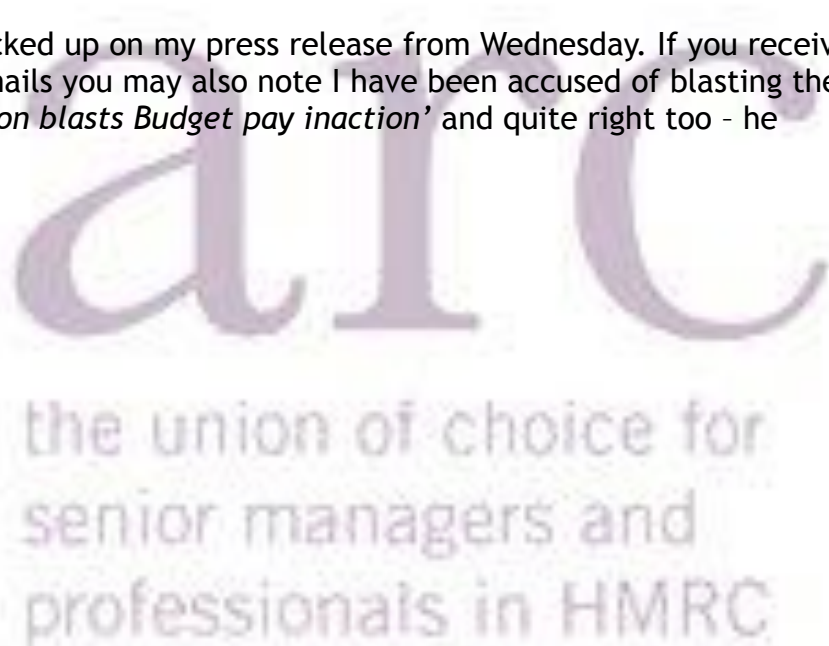 ked up on my press release from Wednesday. If you receiv
ails you may also note I have been accused of blasting the
on blasts Budget pay inaction’ and quite right too – he
arc
the union of choice for
senior managers and
professionals in HMRC